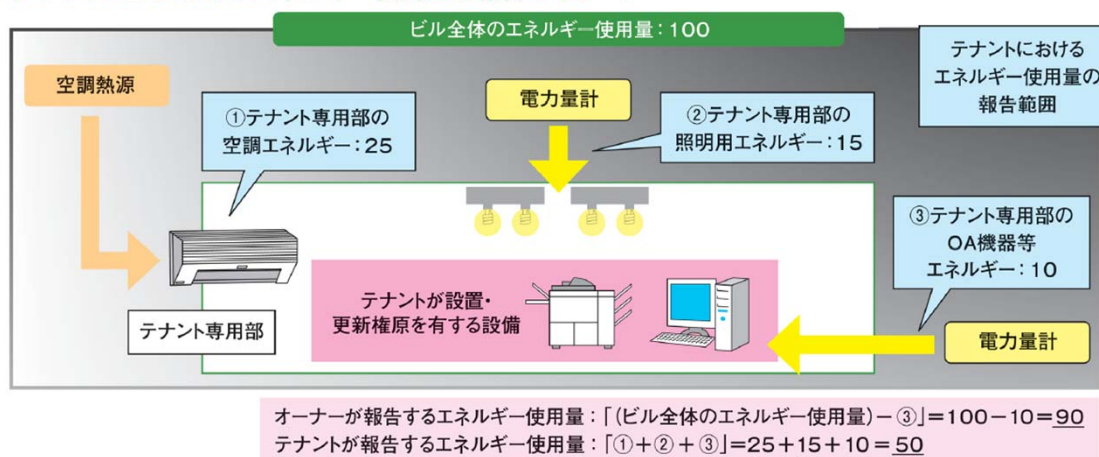 ビル全体のエネルギー使用量：100
テナントにおける
エネルギー使用量の
報告範囲
空調熱源
①テナント専用部の
空調エネルギー：25
電力量計
②テナント専用部の
照明用エネルギー：15
③テナント専用部の
OA機器等
エネルギー：10
テナントが設置・
更新権原を有する設備
テナント専用部
電力量計
オーナーが報告するエネルギー使用量：「（ビル全体のエネルギー使用量）－③」＝100－10＝90
テナントが報告するエネルギー使用量：「①＋②＋③」＝25＋15＋10＝50